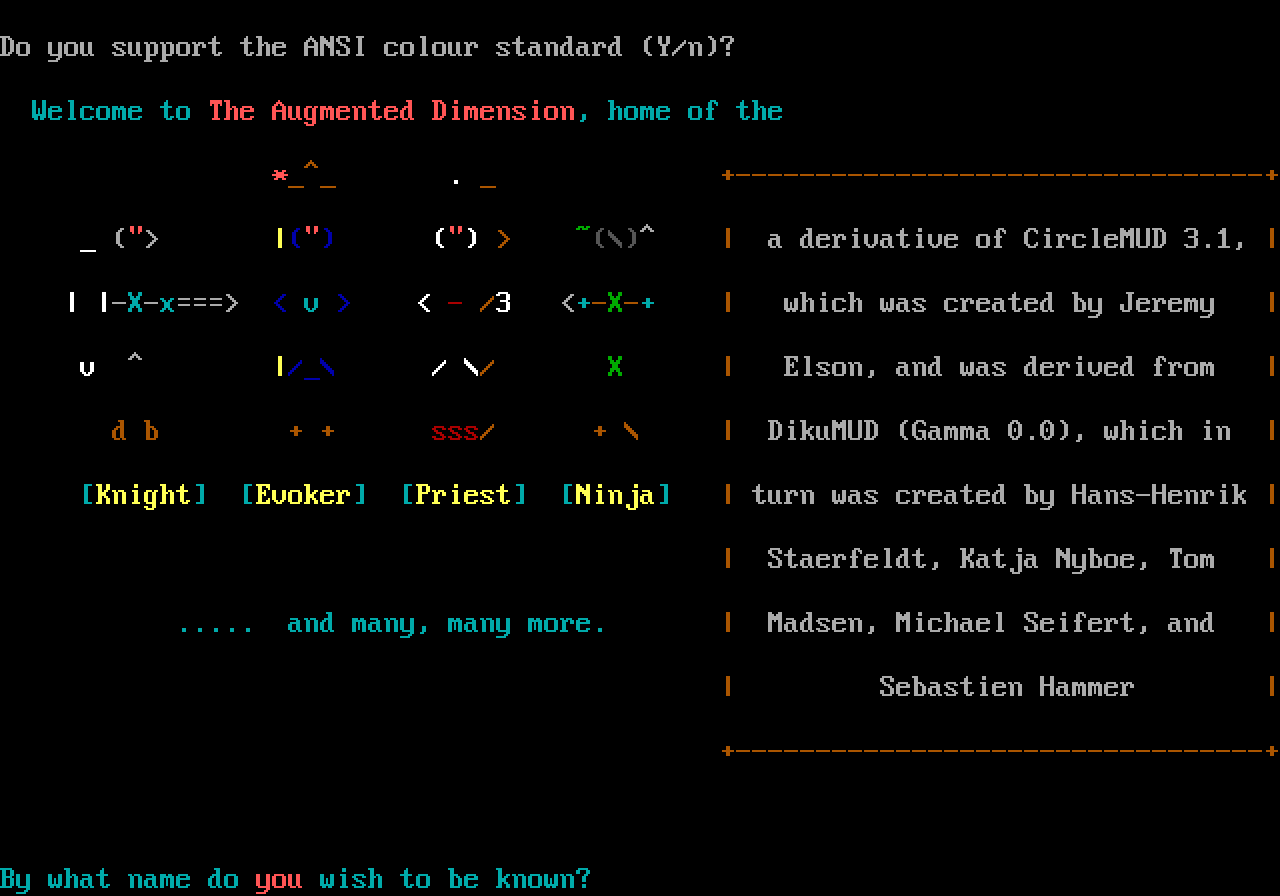 Do you support the ANSI colour standard (Y/n)?
Welcome to The Augmented Dimension, home of the
*_^_ . _ +---------------------------------+
_ ("> |(") (") > ~(\)^ | a derivative of CircleMUD 3.1, |
| |-X-x===> < v > < - /3 <+-X-+ | which was created by Jeremy |
v ^ |/_\ / \/ X | Elson, and was derived from |
d b + + sss/ + \ | DikuMUD (Gamma 0.0), which in |
[Knight] [Evoker] [Priest] [Ninja] | turn was created by Hans-Henrik |
| Staerfeldt, Katja Nyboe, Tom |
..... and many, many more. | Madsen, Michael Seifert, and |
| Sebastien Hammer |
+---------------------------------+
By what name do you wish to be known?